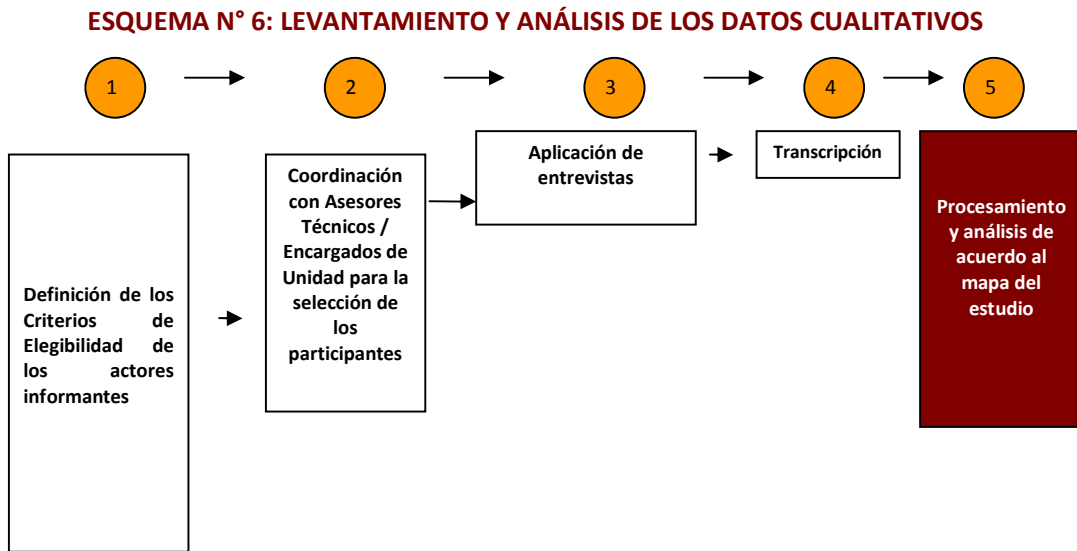 ESQUEMA N° 6: LEVANTAMIENTO Y ANÁLISIS DE LOS DATOS CUALITATIVOS
1
2
3
4
5
Definición de los
Criterios de
Elegibilidad de
los actores
informantes
Coordinación
con Asesores
Técnicos /
Encargados de
Unidad para la
selección de
los
participantes
Aplicación de
entrevistas
Transcripción
Procesamiento
y análisis de
acuerdo al
mapa del
estudio